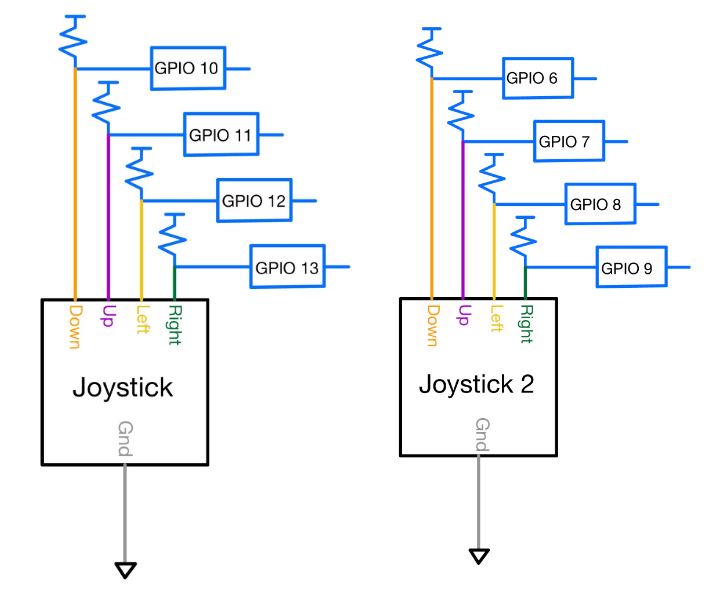 GPIO 10
GPIO 11
GPIO 12
GPIO 13
Down
Up
Left
Right
Joystick
Gnd
GPIO 6
GPIO 7
GPIO 8
GPIO 9
Down
Up
Left
Right
Joystick 2
Gnd